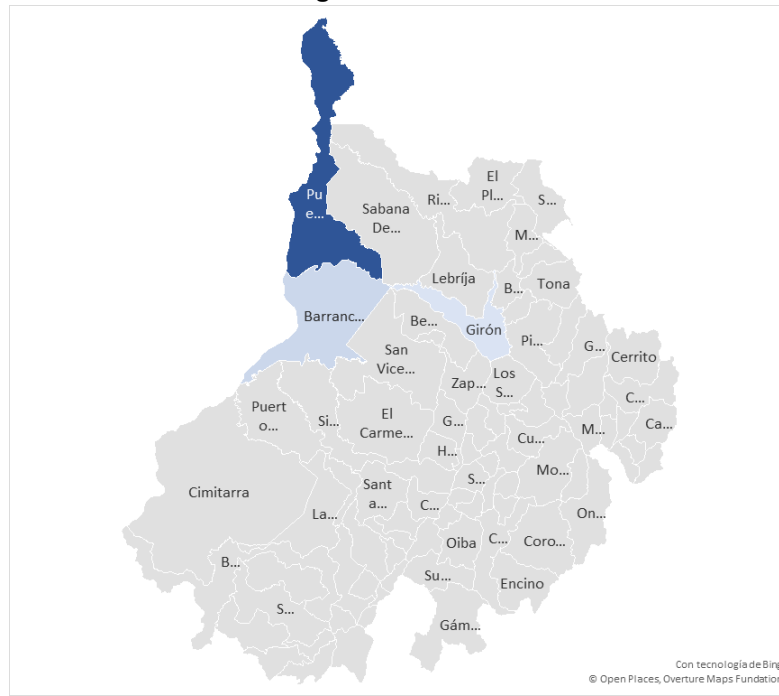 Pu
e...
Sabana
De...
Ri...
El
Pl...
S...
M...
Lebríja
B...
Tona
Barranc...
Be...
Girón
Pi...
G...
Cerrito
San
Vice...
Zap...
Los
S...
C...
Ca...
Puert
o...
Si...
El
Carme...
G...
M...
H...
Cu...
Cimitarra
Sant
a...
S...
Mo...
La...
C...
On...
Oiba
C...
Coro...
B...
Su...
Encino
S...
Gám...
Con tecnología de Bing
© Open Places, Overture Maps Fundation